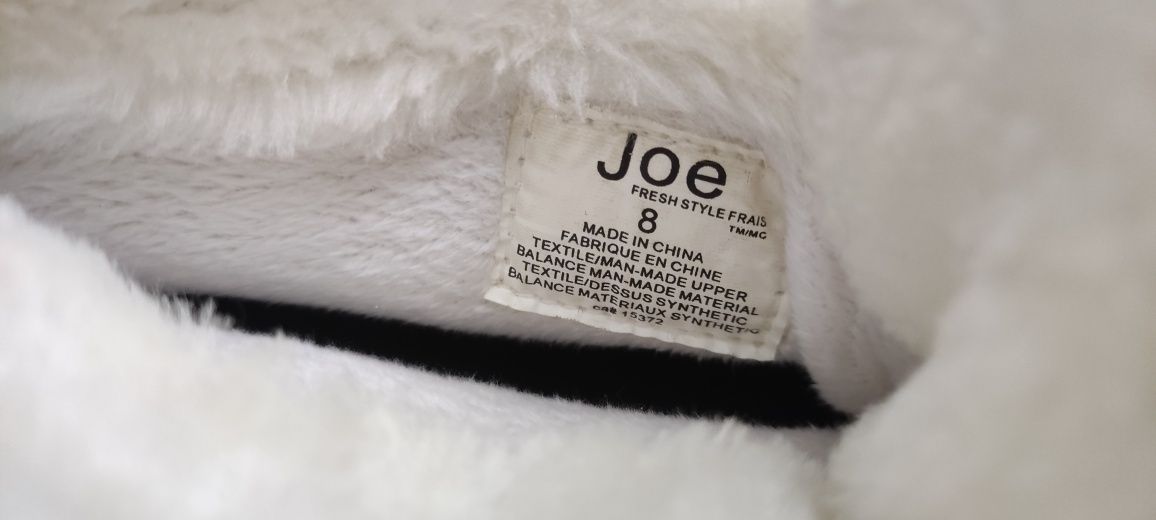 Joe
FRESH STYLE FRAIS
TM/MC
8
MADE IN CHINA
FABRIQUE EN CHINE
TEXTILE/MAN-MADE UPPER
BALANCE MAN-MADE MATERIAL
TEXTILE/DESSUS SYNTHETIC
BALANCE MATERIAUX SYNTHETIC
ca# 15372